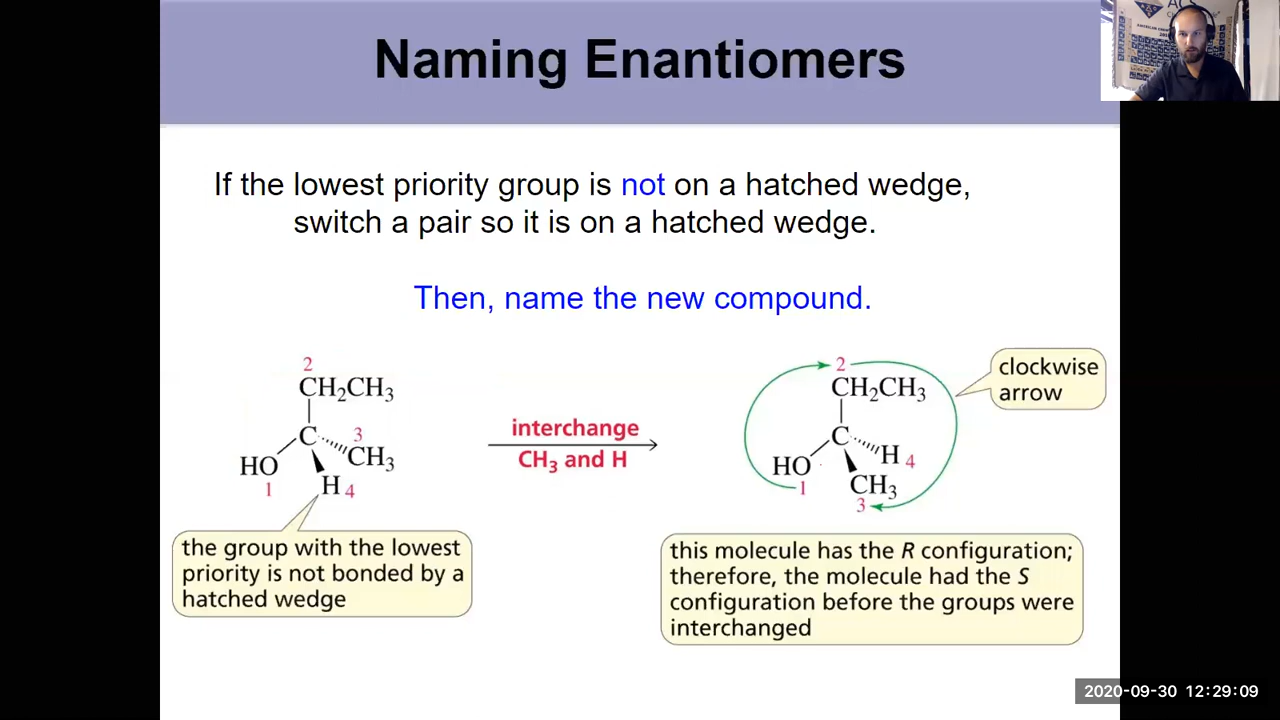 Naming Enantiomers
If the lowest priority group is not on a hatched wedge,
switch a pair so it is on a hatched wedge.
Then, name the new compound.
2
CH₂CH₃
C
3
CH₃
HO
1
H 4
the group with the lowest
priority is not bonded by a
hatched wedge
interchange
CH₃ and H
2
CH₂CH₃
C
H 4
HO
1
CH₃
3
clockwise
arrow
this molecule has the R configuration;
therefore, the molecule had the S
configuration before the groups were
interchanged
2020-09-30 12:29:09